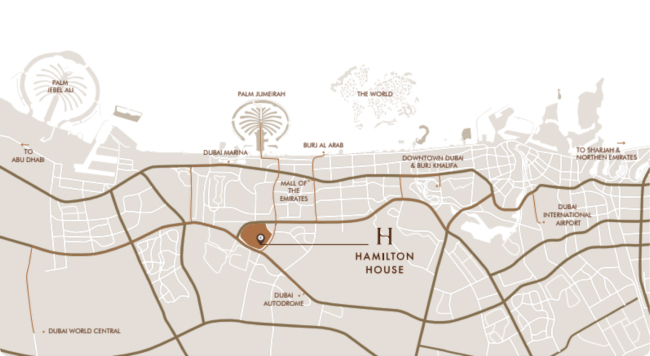 PALM
JEBEL ALI
PALM JUMEIRAH
THE WORLD
TO
ABU DHABI
DUBAI MARINA
BURJ AL ARAB
DOWNTOWN DUBAI
& BURJ KHALIFA
TO SHARJAH &
NORTHEN EMIRATES
MALL OF
THE
EMIRATES
DUBAI
INTERNATIONAL
AIRPORT
H
HAMILTON
HOUSE
DUBAI
AUTODROME
DUBAI WORLD CENTRAL